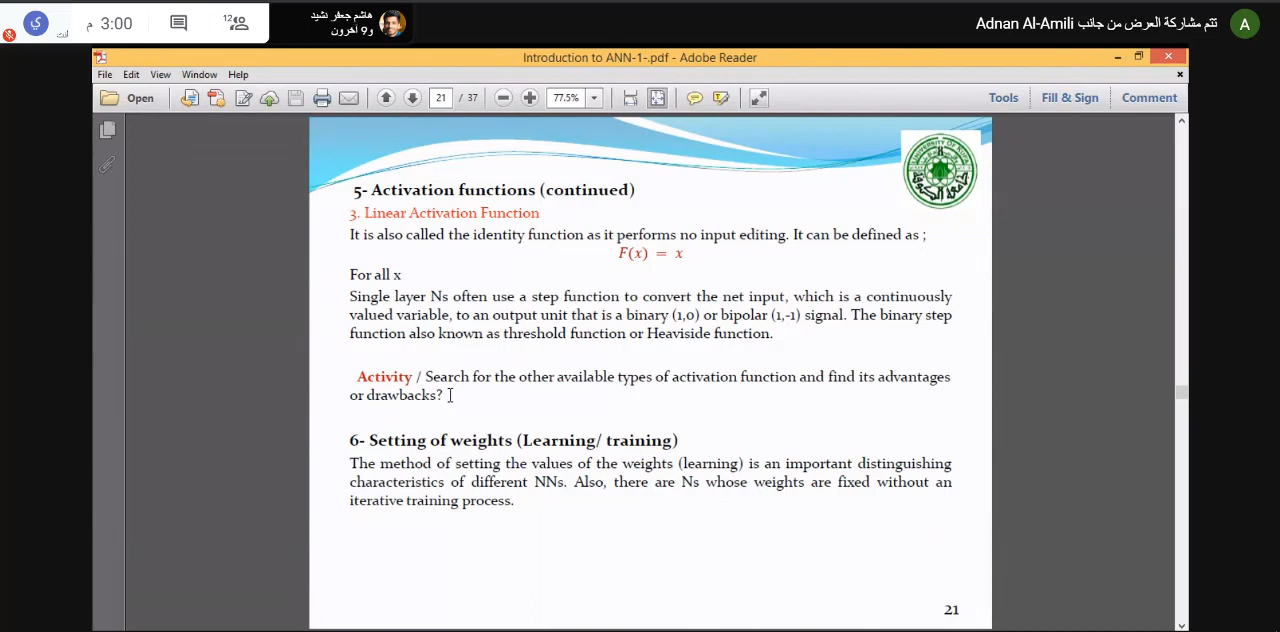 3:00 م
12
هاشم جعفر نشيد
و9 آخرون
تتم مشاركة العرض من جانب Adnan Al-Amili
A
ي
أنت
Introduction to ANN-1-.pdf - Adobe Reader
File Edit View Window Help
Open
21 / 37
77.5%
Tools Fill & Sign Comment
5- Activation functions (continued)
3. Linear Activation Function
It is also called the identity function as it performs no input editing. It can be defined as ;
F(x) = x
For all x
Single layer Ns often use a step function to convert the net input, which is a continuously
valued variable, to an output unit that is a binary (1,0) or bipolar (1,-1) signal. The binary step
function also known as threshold function or Heaviside function.
Activity / Search for the other available types of activation function and find its advantages
or drawbacks?
6- Setting of weights (Learning/ training)
The method of setting the values of the weights (learning) is an important distinguishing
characteristics of different NNs. Also, there are Ns whose weights are fixed without an
iterative training process.
21